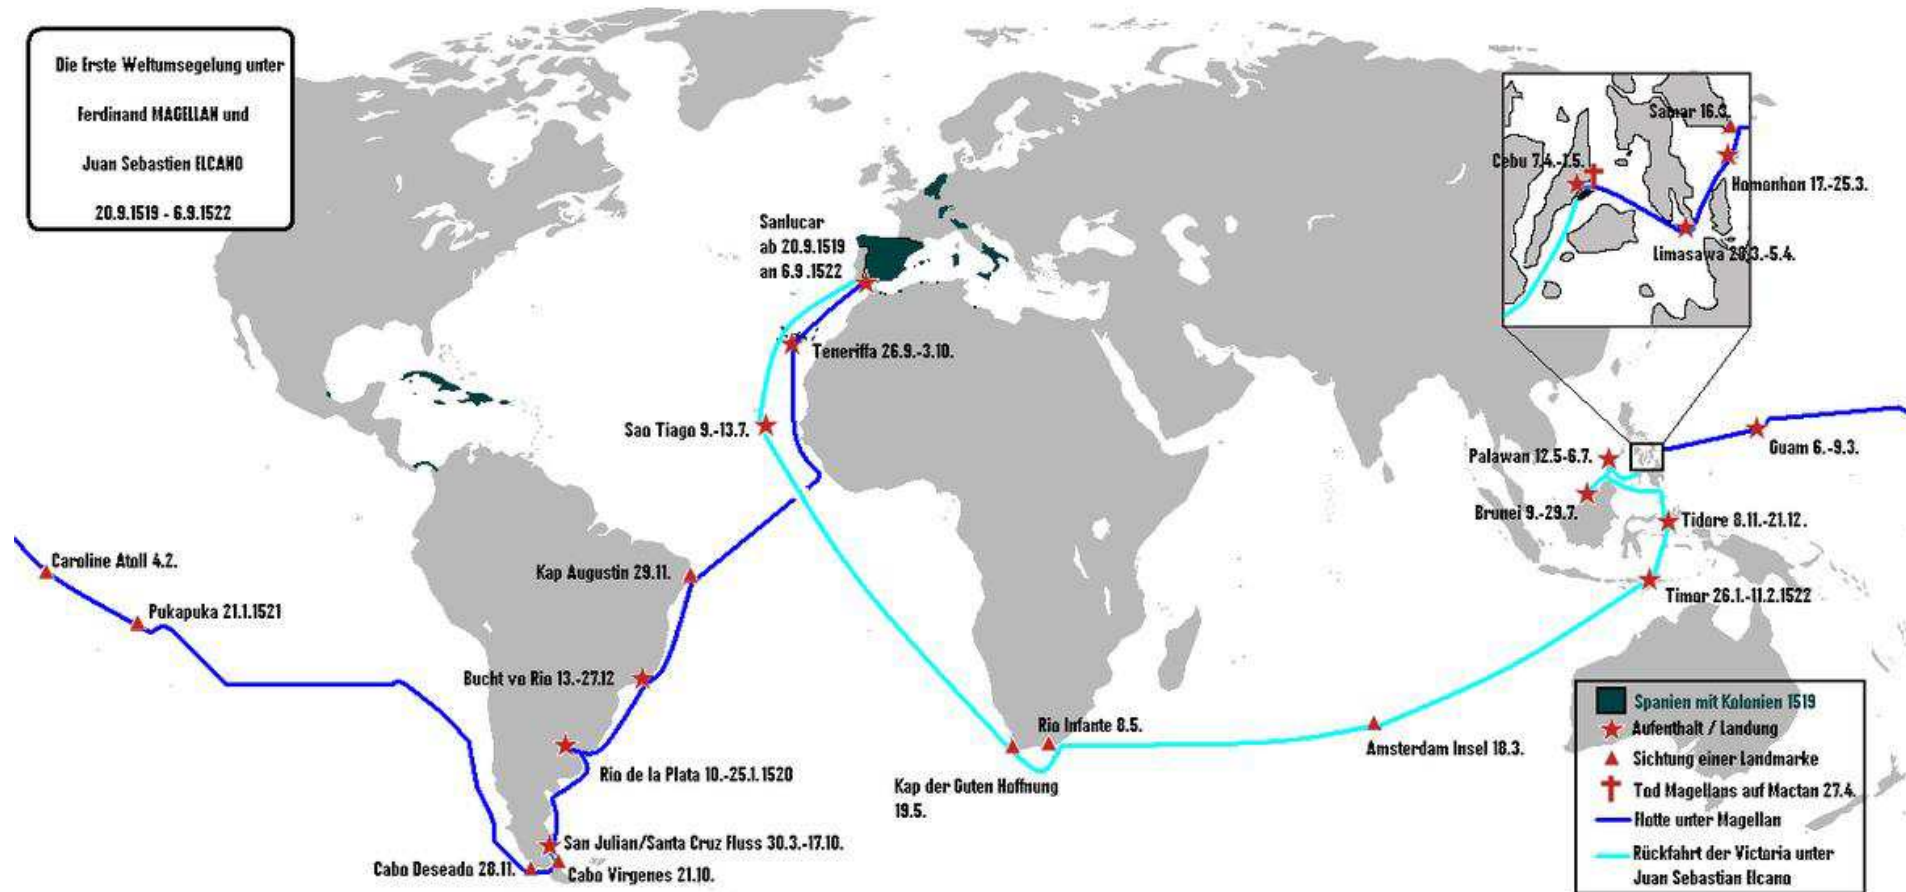 Die Erste Weltumsegelung unter
Ferdinand MAGELLAN und
Juan Sebastien ELCANO
20.9.1519 - 6.9.1522
Samar 16.3.
Cebu 7.4.-1.5.
Homonhon 17.-25.3.
Limasawa 28.3.-5.4.
Sanlucar
ab 20.9.1519
an 6.9.1522
Teneriffa 26.9.-3.10.
Sao Tiago 9.-13.7.
Guam 6.-9.3.
Palawan 12.5-6.7.
Brunei 9.-29.7.
Tidore 8.11.-21.12.
Caroline Atoll 4.2.
Kap Augustin 29.11.
Timor 26.1.-11.2.1522
Pukapuka 21.1.1521
Bucht vo Rio 13.-27.12
Rio Infante 8.5.
Amsterdam Insel 18.3.
Rio de la Plata 10.-25.1.1520
Kap der Guten Hoffnung
19.5.
San Julian/Santa Cruz Fluss 30.3.-17.10.
Cabo Deseado 28.11.
Cabo Virgenes 21.10.
Spanien mit Kolonien 1519
Aufenthalt / Landung
Sichtung einer Landmarke
Tod Magellans auf Mactan 27.4.
Flotte unter Magellan
Rückfahrt der Victoria unter
Juan Sebastian Elcano